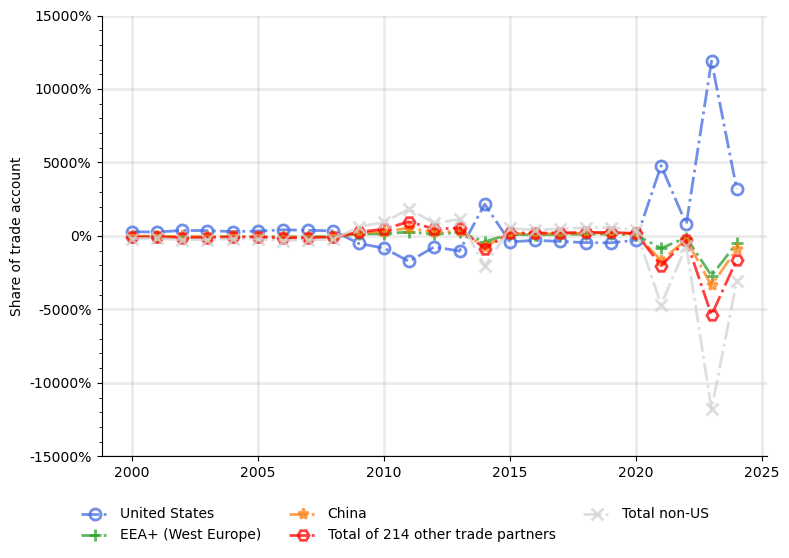 15000%
10000%
5000%
0%
-5000%
-10000%
-15000%
Share of trade account
2000
2005
2010
2015
2020
2025
United States
EEA+ (West Europe)
China
Total of 214 other trade partners
Total non-US